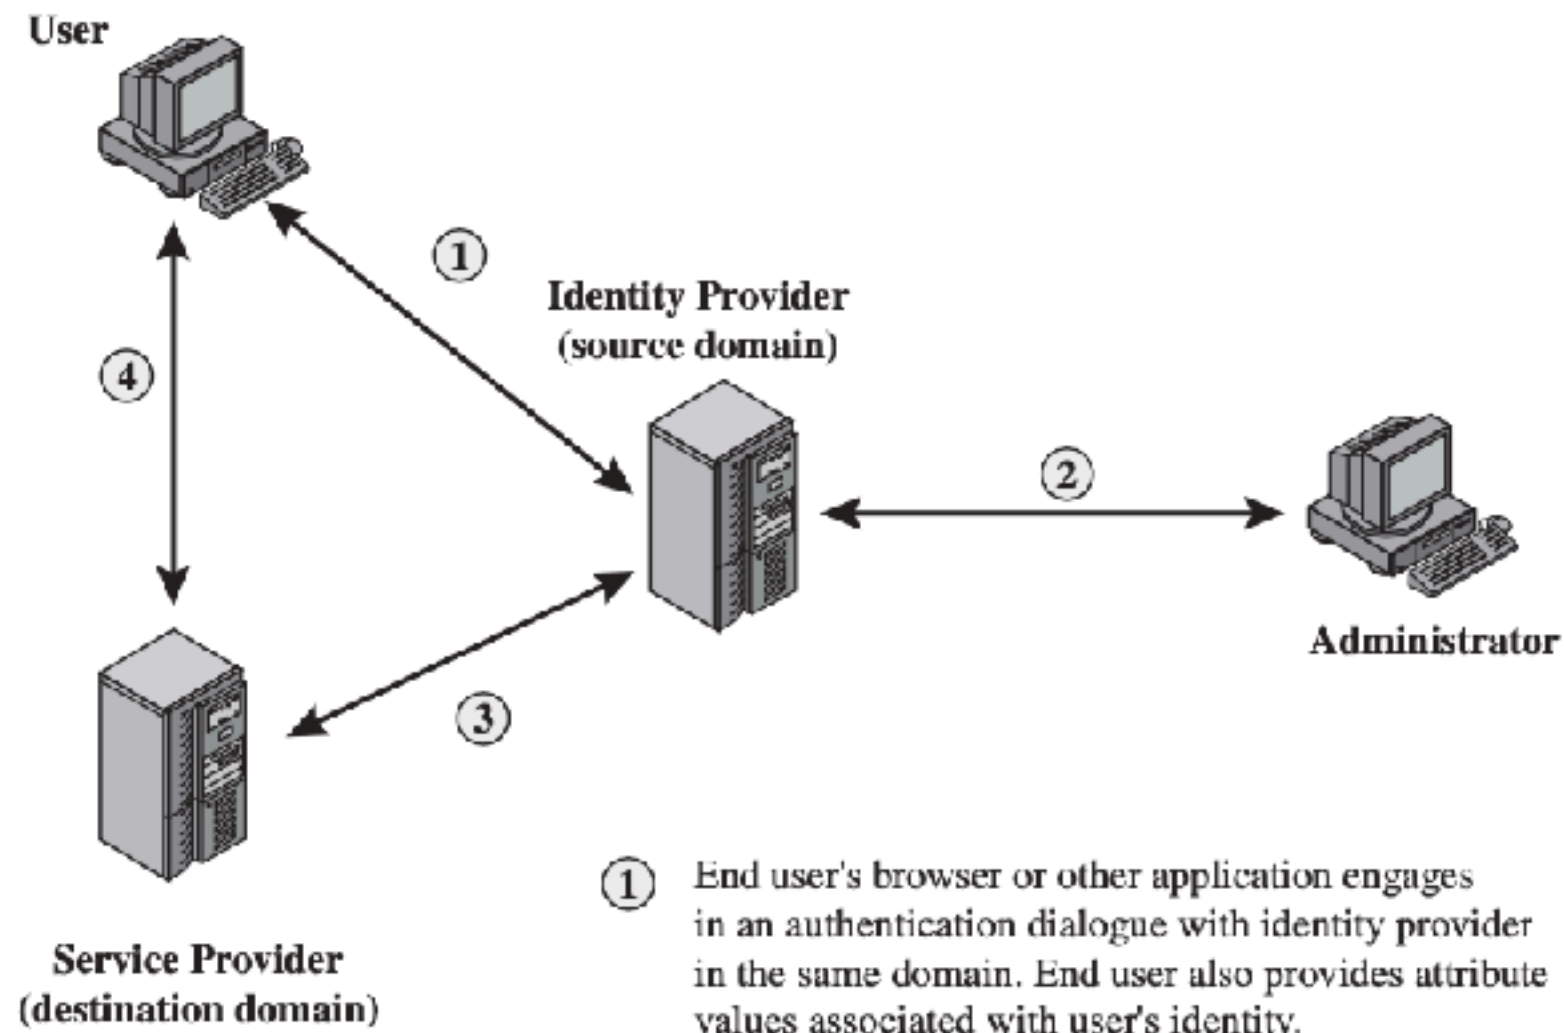 User
①
Identity Provider
(source domain)
④
②
Administrator
③
Service Provider
(destination domain)
① End user's browser or other application engages
in an authentication dialogue with identity provider
in the same domain. End user also provides attribute
values associated with user's identity.